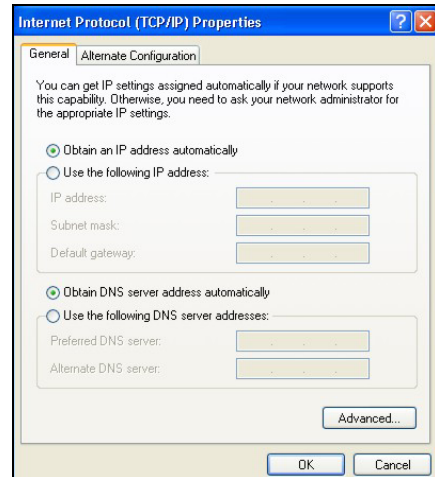 Internet Protocol (TCP/IP) Properties
General
Alternate Configuration
You can get IP settings assigned automatically if your network supports
this capability. Otherwise, you need to ask your network administrator for
the appropriate IP settings.
Obtain an IP address automatically
Use the following IP address:
IP address:
Subnet mask:
Default gateway:
Obtain DNS server address automatically
Use the following DNS server addresses:
Preferred DNS server:
Alternate DNS server:
Advanced...
OK
Cancel